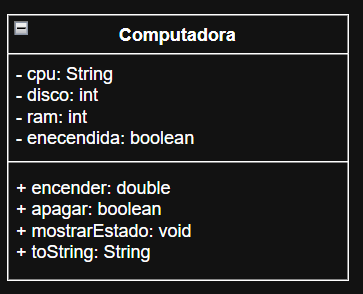 Computadora
- cpu: String
- disco: int
- ram: int
- enecendida: boolean
+ encender: double
+ apagar: boolean
+ mostrarEstado: void
+ toString: String